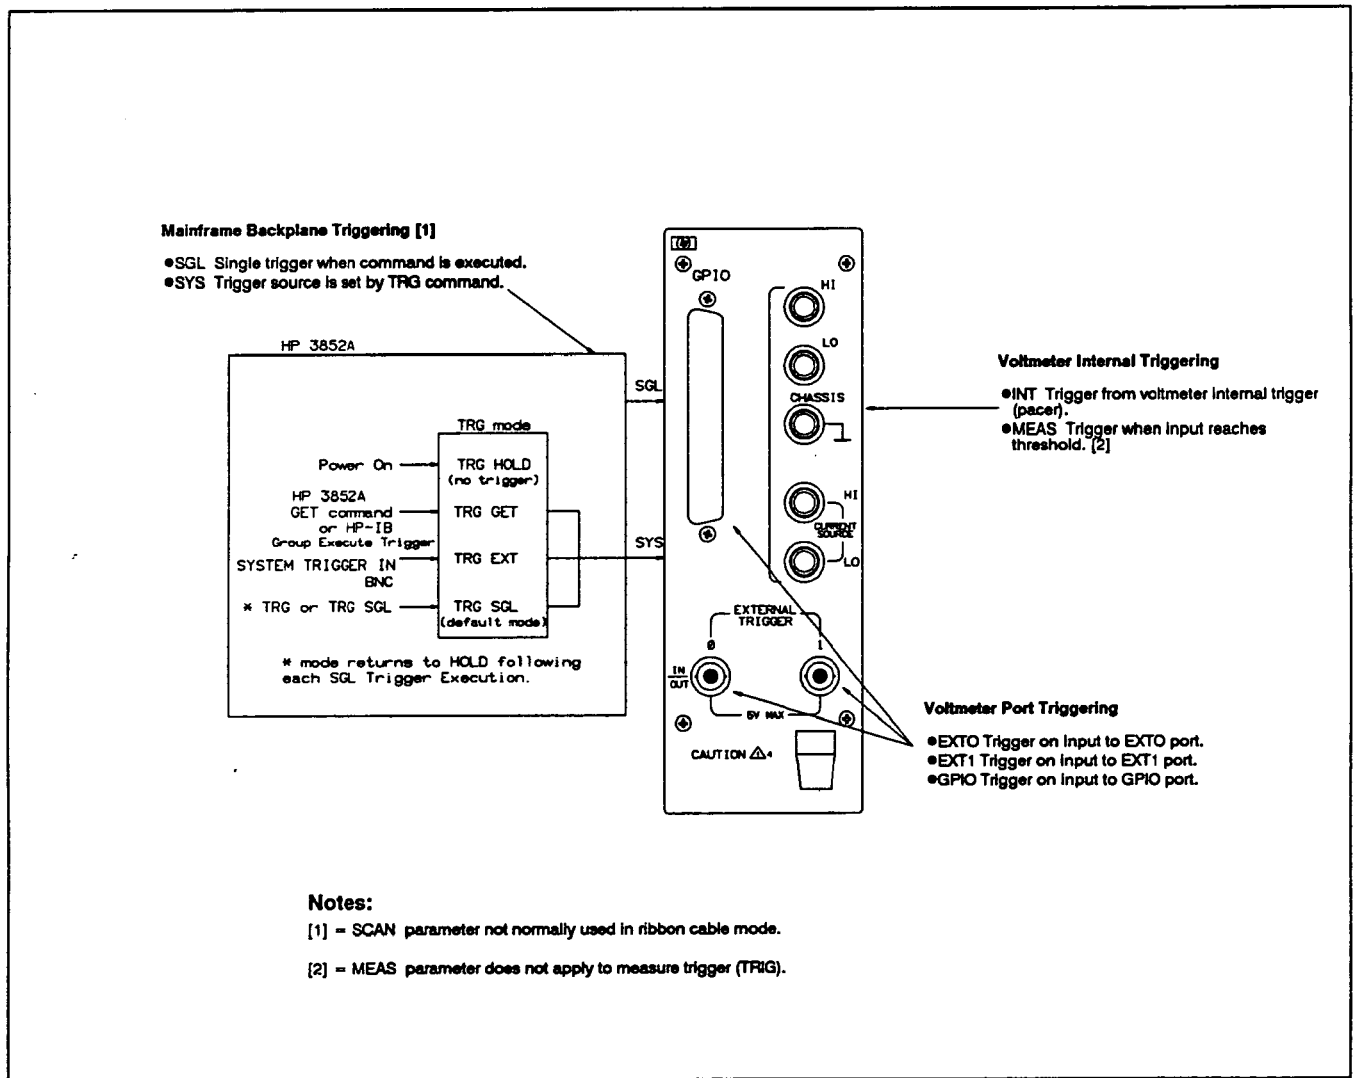 Mainframe Backplane Triggering [1]
●SGL Single trigger when command is executed.
●SYS Trigger source is set by TRG command.
HP 3852A
TRG mode
Power On
TRG HOLD
(no trigger)
HP 3852A
GET command
or HP-IB
Group Execute Trigger
TRG GET
SYSTEM TRIGGER IN
BNC
TRG EXT
* TRG or TRG SGL
TRG SGL
(default mode)
* mode returns to HOLD following
each SGL Trigger Execution.
SGL
SYS
hp
GPIO
HI
LO
CHASSIS
HI
CURRENT
SOURCE
LO
EXTERNAL
TRIGGER
0 1
IN
OUT
5V MAX
CAUTION ⚠4
Voltmeter Internal Triggering
●INT Trigger from voltmeter internal trigger
(pacer).
●MEAS Trigger when input reaches
threshold. [2]
Voltmeter Port Triggering
●EXTO Trigger on input to EXTO port.
●EXT1 Trigger on input to EXT1 port.
●GPIO Trigger on input to GPIO port.
Notes:
[1] = SCAN parameter not normally used in ribbon cable mode.
[2] = MEAS parameter does not apply to measure trigger (TRIG).